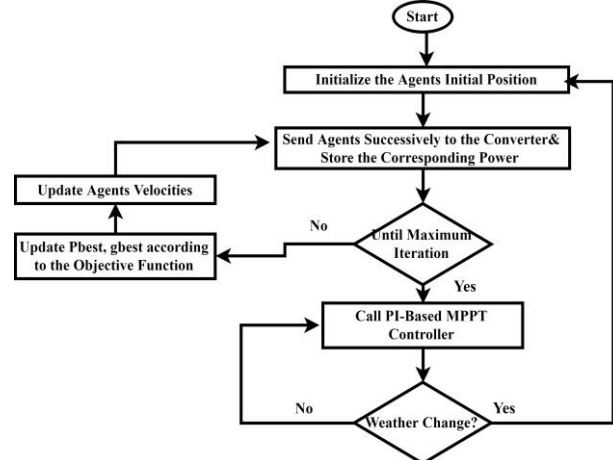 Start
Initialize the Agents Initial Position
Send Agents Successively to the Converter&
Store the Corresponding Power
Update Agents Velocities
No
Until Maximum
Iteration
Update Pbest, gbest according
to the Objective Function
Yes
Call PI-Based MPPT
Controller
No
Weather Change?
Yes